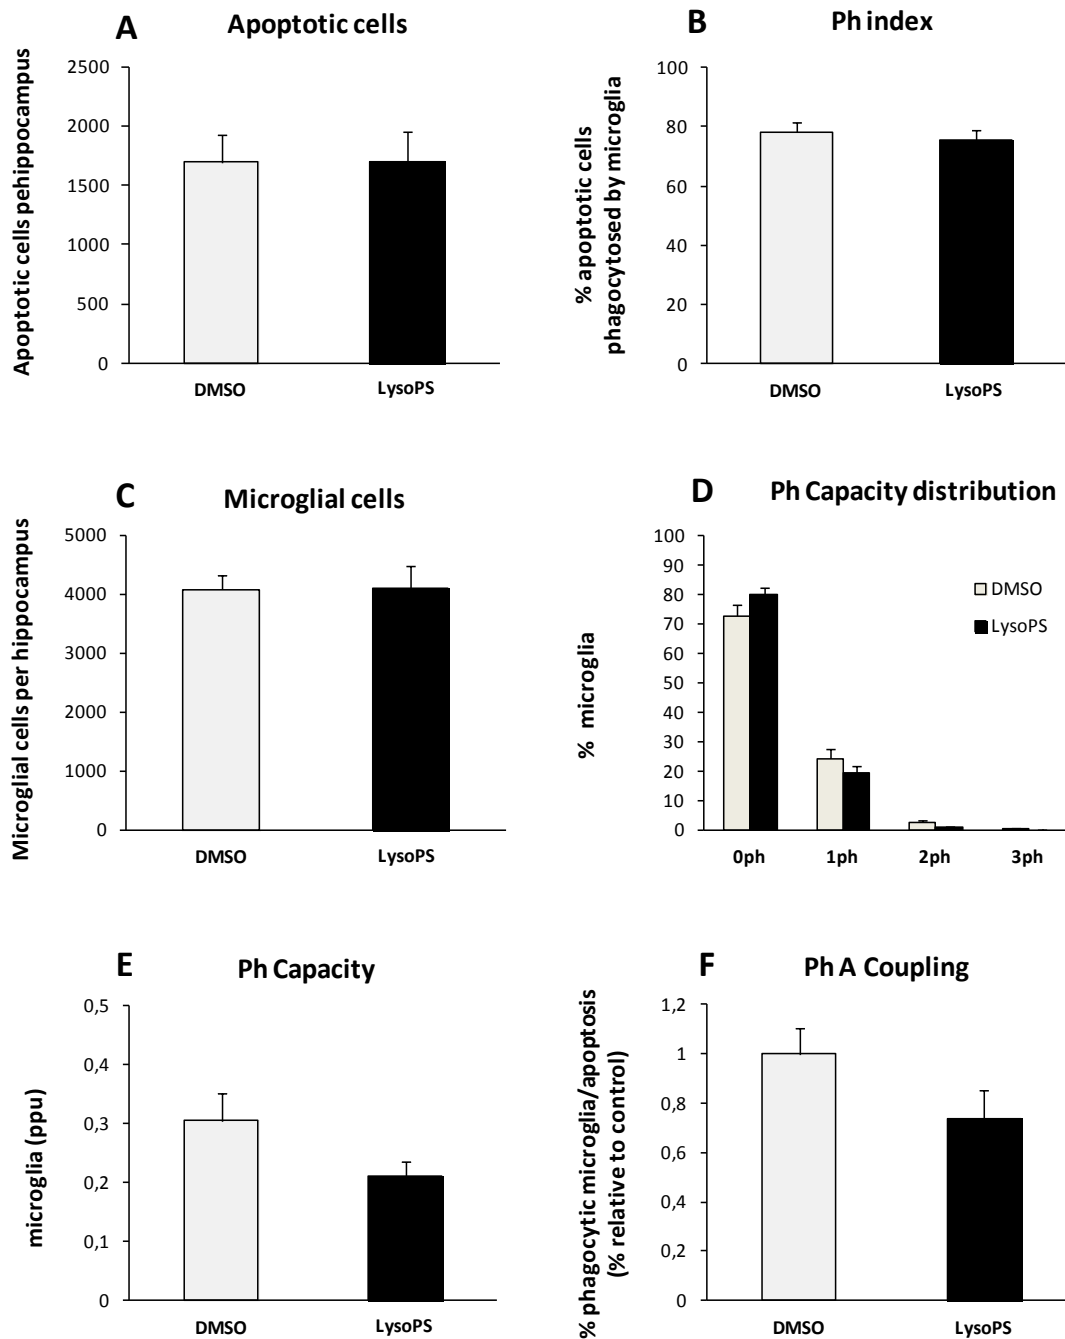 A
Apoptotic cells
Apoptotic cells pehippocampus
2500
2000
1500
1000
500
0
DMSO
LysoPS
B
Ph index
% apoptotic cells
phagocytosed by microglia
100
80
60
40
20
0
DMSO
LysoPS
C
Microglial cells
Microglial cells per hippocampus
5000
4000
3000
2000
1000
0
DMSO
LysoPS
D
Ph Capacity distribution
% microglia
100
90
80
70
60
50
40
30
20
10
0
DMSO
LysoPS
0ph
1ph
2ph
3ph
E
Ph Capacity
microglia (ppu)
0,5
0,4
0,3
0,2
0,1
0
DMSO
LysoPS
F
Ph A Coupling
% phagocytic microglia/apoptosis
(% relative to control)
1,2
1
0,8
0,6
0,4
0,2
0
DMSO
LysoPS